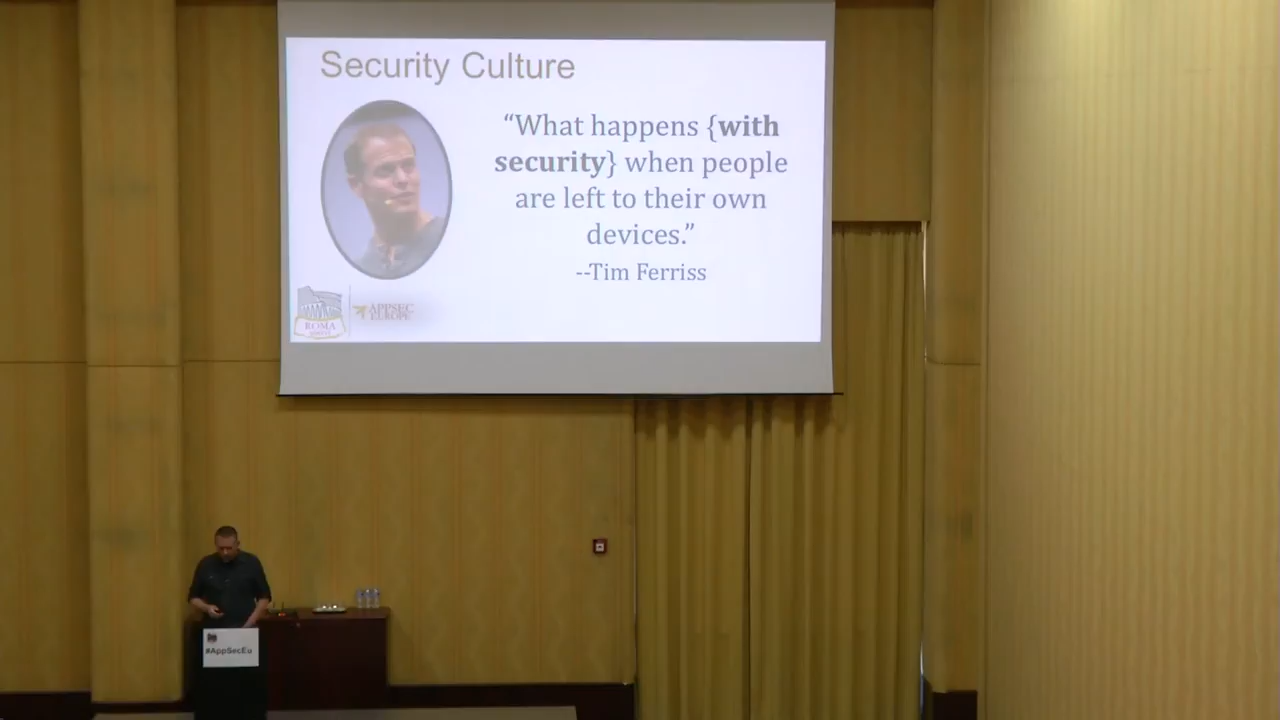 Security Culture
“What happens {with
security} when people
are left to their own
devices.”
--Tim Ferriss
ROMA
APPSEC
EUROPE
#AppSecEu